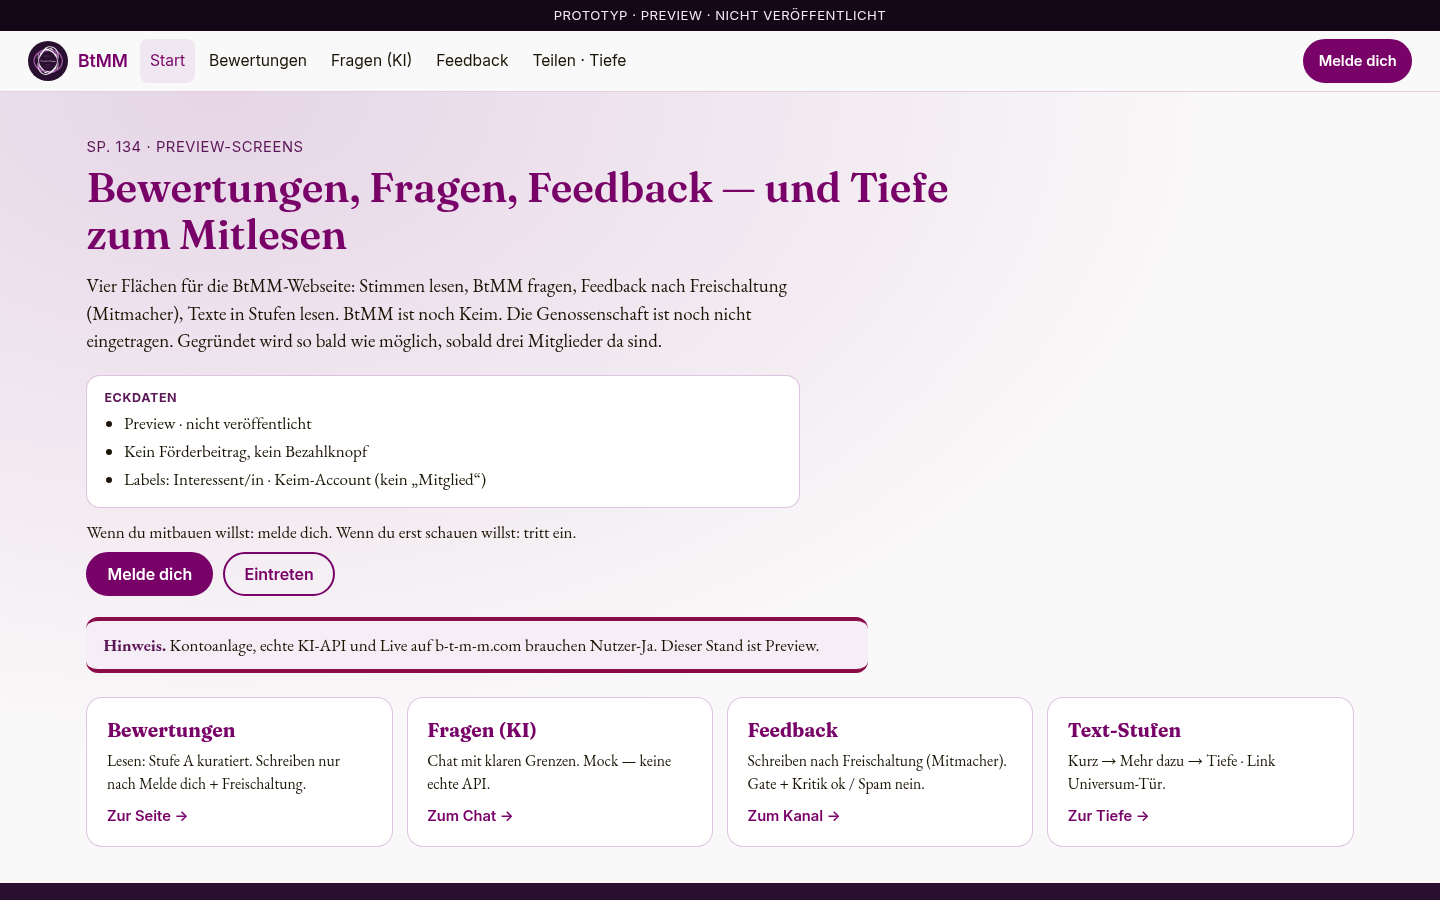 PROTOTYP · PREVIEW · NICHT VERÖFFENTLICHT
BtMM
Start
Bewertungen
Fragen (KI)
Feedback
Teilen · Tiefe
Melde dich
SP. 134 · PREVIEW-SCREENS
Bewertungen, Fragen, Feedback — und Tiefe
zum Mitlesen
Vier Flächen für die BtMM-Webseite: Stimmen lesen, BtMM fragen, Feedback nach Freischaltung
(Mitmacher), Texte in Stufen lesen. BtMM ist noch Keim. Die Genossenschaft ist noch nicht
eingetragen. Gegründet wird so bald wie möglich, sobald drei Mitglieder da sind.
ECKDATEN
Preview · nicht veröffentlicht
Kein Förderbeitrag, kein Bezahlknopf
Labels: Interessent/in · Keim-Account (kein „Mitglied“)
Wenn du mitbauen willst: melde dich. Wenn du erst schauen willst: tritt ein.
Melde dich
Eintreten
Hinweis. Kontoanlage, echte KI-API und Live auf b-t-m-m.com brauchen Nutzer-Ja. Dieser Stand ist Preview.
Bewertungen
Lesen: Stufe A kuratiert. Schreiben nur
nach Melde dich + Freischaltung.
Zur Seite →
Fragen (KI)
Chat mit klaren Grenzen. Mock — keine
echte API.
Zum Chat →
Feedback
Schreiben nach Freischaltung (Mitmacher).
Gate + Kritik ok / Spam nein.
Zum Kanal →
Text-Stufen
Kurz → Mehr dazu → Tiefe · Link
Universum-Tür.
Zur Tiefe →